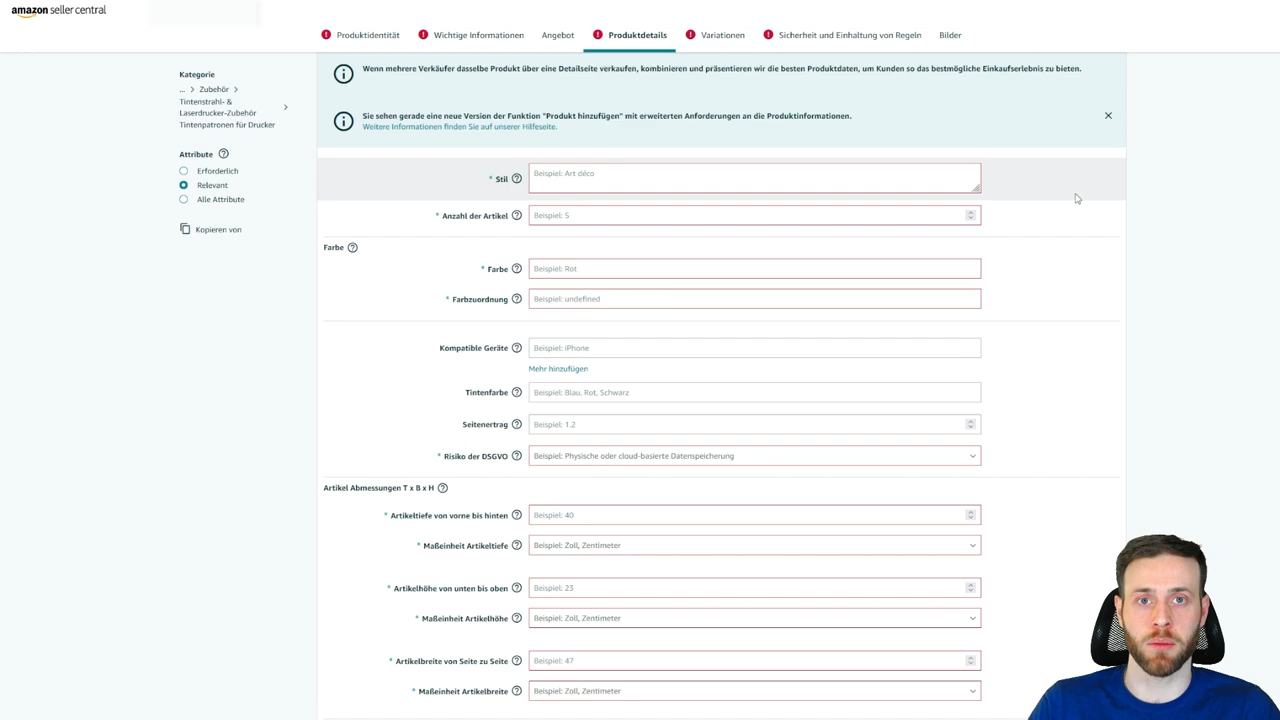 amazon seller central
Produktidentität
Wichtige Informationen
Angebot
Produktdetails
Variationen
Sicherheit und Einhaltung von Regeln
Bilder
Kategorie
... > Zubehör >
Tintenstrahl- &
Laserdrucker-Zubehör >
Tintenpatronen für Drucker
Attribute
Erforderlich
Relevant
Alle Attribute
Kopieren von
Wenn mehrere Verkäufer dasselbe Produkt über eine Detailseite verkaufen, kombinieren und präsentieren wir die besten Produktdaten, um Kunden so das bestmögliche Einkaufserlebnis zu bieten.
Sie sehen gerade eine neue Version der Funktion "Produkt hinzufügen" mit erweiterten Anforderungen an die Produktinformationen.
Weitere Informationen finden Sie auf unserer Hilfeseite.
* Stil Beispiel: Art déco
* Anzahl der Artikel Beispiel: 5
Farbe
* Farbe Beispiel: Rot
* Farbzuordnung Beispiel: undefined
Kompatible Geräte Beispiel: iPhone
Mehr hinzufügen
Tintenfarbe Beispiel: Blau, Rot, Schwarz
Seitenertrag Beispiel: 1.2
* Risiko der DSGVO Beispiel: Physische oder cloud-basierte Datenspeicherung
Artikel Abmessungen T x B x H
* Artikeltiefe von vorne bis hinten Beispiel: 40
* Maßeinheit Artikeltiefe Beispiel: Zoll, Zentimeter
* Artikelhöhe von unten bis oben Beispiel: 23
* Maßeinheit Artikelhöhe Beispiel: Zoll, Zentimeter
* Artikelbreite von Seite zu Seite Beispiel: 47
* Maßeinheit Artikelbreite Beispiel: Zoll, Zentimeter